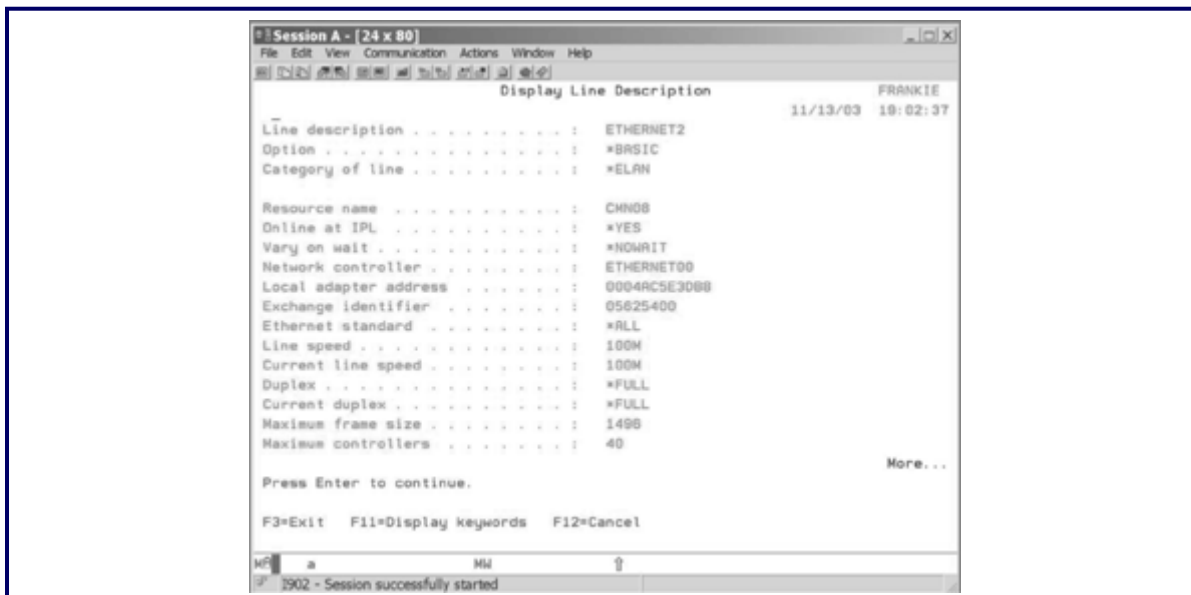 Session A - [24 x 80]
File Edit View Communication Actions Window Help
Display Line Description FRANKIE
11/13/03 19:02:37
Line description . . . . . . . . . : ETHERNET2
Option . . . . . . . . . . . . . . : *BASIC
Category of line . . . . . . . . . : *ELAN
Resource name . . . . . . . . . . : CMN08
Online at IPL . . . . . . . . . . : *YES
Vary on wait . . . . . . . . . . . : *NOWAIT
Network controller . . . . . . . . : ETHERNET00
Local adapter address . . . . . . : 0004AC5E3DB8
Exchange identifier . . . . . . . : 05625400
Ethernet standard . . . . . . . . : *ALL
Line speed . . . . . . . . . . . . : 100M
Current line speed . . . . . . . . : 100M
Duplex . . . . . . . . . . . . . . : *FULL
Current duplex . . . . . . . . . . : *FULL
Maximum frame size . . . . . . . . : 1496
Maximum controllers . . . . . . . : 40
More...
Press Enter to continue.
F3=Exit F11=Display keywords F12=Cancel
a MW
I902 - Session successfully started